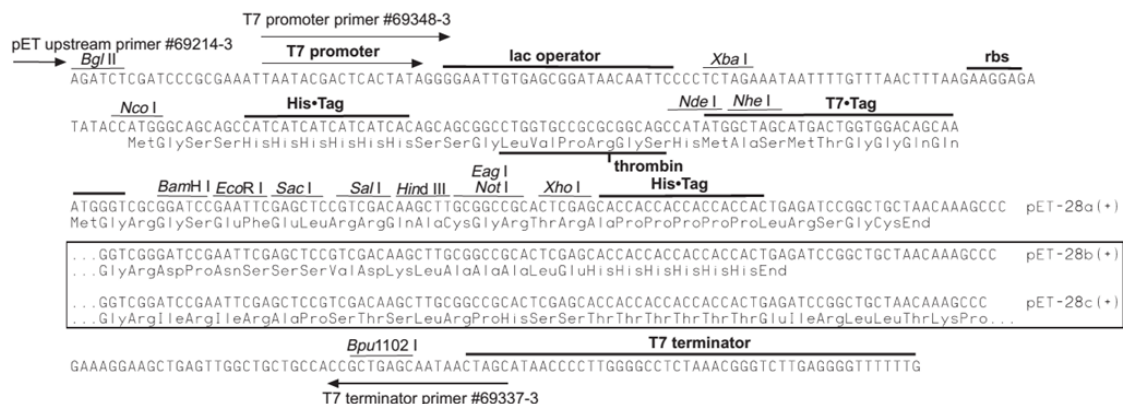 T7 promoter primer #69348-3
pET upstream primer #69214-3
Bgl II
T7 promoter
lac operator
Xba I
rbs
AGATCTCGATCCCGCGAAATTAATACGACTCACTATAGGGGAATTGTGAGCGGATAACAATTCCCCTCTAGAAATAATTTTGTTTAACTTTAAGAAGGAGA
Nco I
His•Tag
Nde I
Nhe I
T7•Tag
TATACCATGGGCAGCAGCCATCATCATCATCATCACAGCAGCGGCCTGGTGCCGCGCGGCAGCCATATGGCTAGCATGACTGGTGGACAGCAA
MetGlySerSerHisHisHisHisHisHisSerSerGlyLeuValProArgGlySerHisMetAlaSerMetThrGlyGlyGlnGln
thrombin
BamH I
EcoR I
Sac I
Sal I
Hind III
Eag I
Not I
Xho I
His•Tag
ATGGGTCGCGGATCCGAATTCGAGCTCCGTCGACAAGCTTGCGGCCGCACTCGAGCACCACCACCACCACCACTGAGATCCGGCTGCTAACAAAGCCC pET-28a(+)
MetGlyArgGlySerGluPheGluLeuArgArgGlnAlaCysGlyArgThrArgAlaProProProProProLeuArgSerGlyCysEnd
...GGTCGGGATCCGAATTCGAGCTCCGTCGACAAGCTTGCGGCCGCACTCGAGCACCACCACCACCACCACTGAGATCCGGCTGCTAACAAAGCCC pET-28b(+)
...GlyArgAspProAsnSerSerSerValAspLysLeuAlaAlaAlaLeuGluHisHisHisHisHisHisEnd
...GGTCGGATCCGAATTCGAGCTCCGTCGACAAGCTTGCGGCCGCACTCGAGCACCACCACCACCACCACTGAGATCCGGCTGCTAACAAAGCCC pET-28c(+)
...GlyArgIleArgIleArgAlaProSerThrSerLeuArgProHisSerSerThrThrThrThrThrThrGluIleArgLeuLeuThrLysPro...
Bpu1102 I
T7 terminator
GAAAGGAAGCTGAGTTGGCTGCTGCCACCGCTGAGCAATAACTAGCATAACCCCTTGGGGCCTCTAAACGGGTCTTGAGGGGTTTTTTG
T7 terminator primer #69337-3